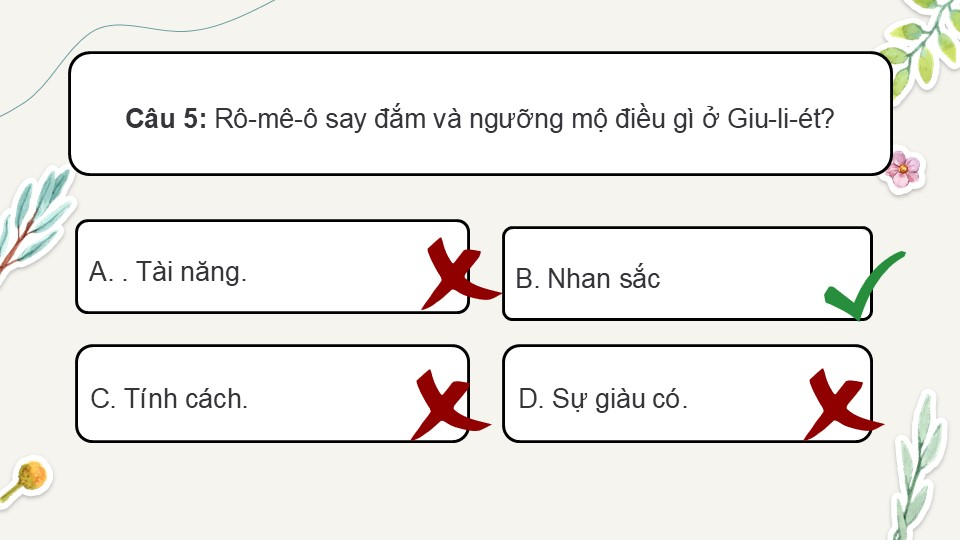 Câu 5: Rô-mê-ô say đắm và ngưỡng mộ điều gì ở Giu-li-ét?
A. . Tài năng.
B. Nhan sắc
C. Tính cách.
D. Sự giàu có.